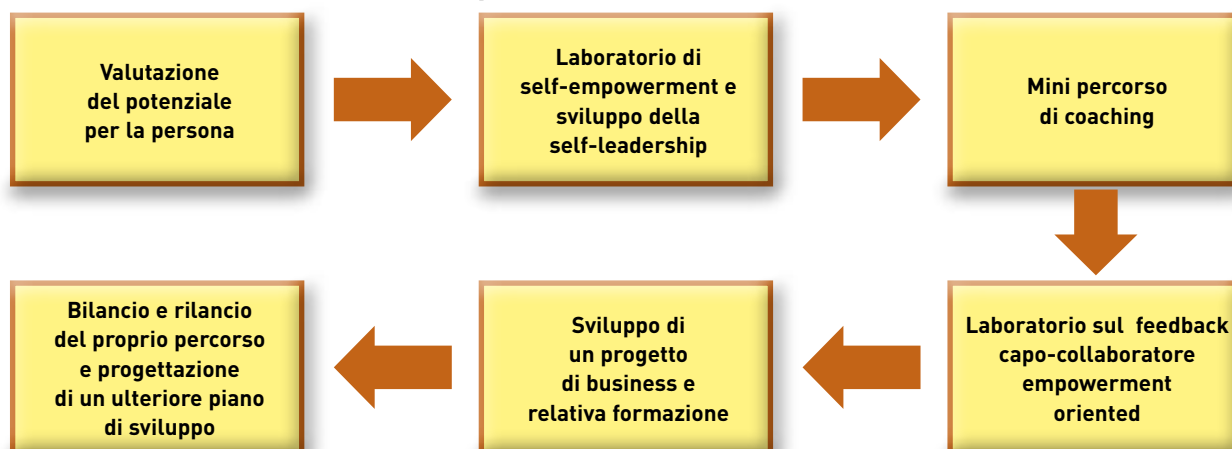 Valutazione
del potenziale
per la persona
Laboratorio di
self-empowerment e
sviluppo della
self-leadership
Mini percorso
di coaching
Laboratorio sul feedback
capo-collaboratore
empowerment
oriented
Sviluppo di
un progetto
di business e
relativa formazione
Bilancio e rilancio
del proprio percorso
e progettazione
di un ulteriore piano
di sviluppo